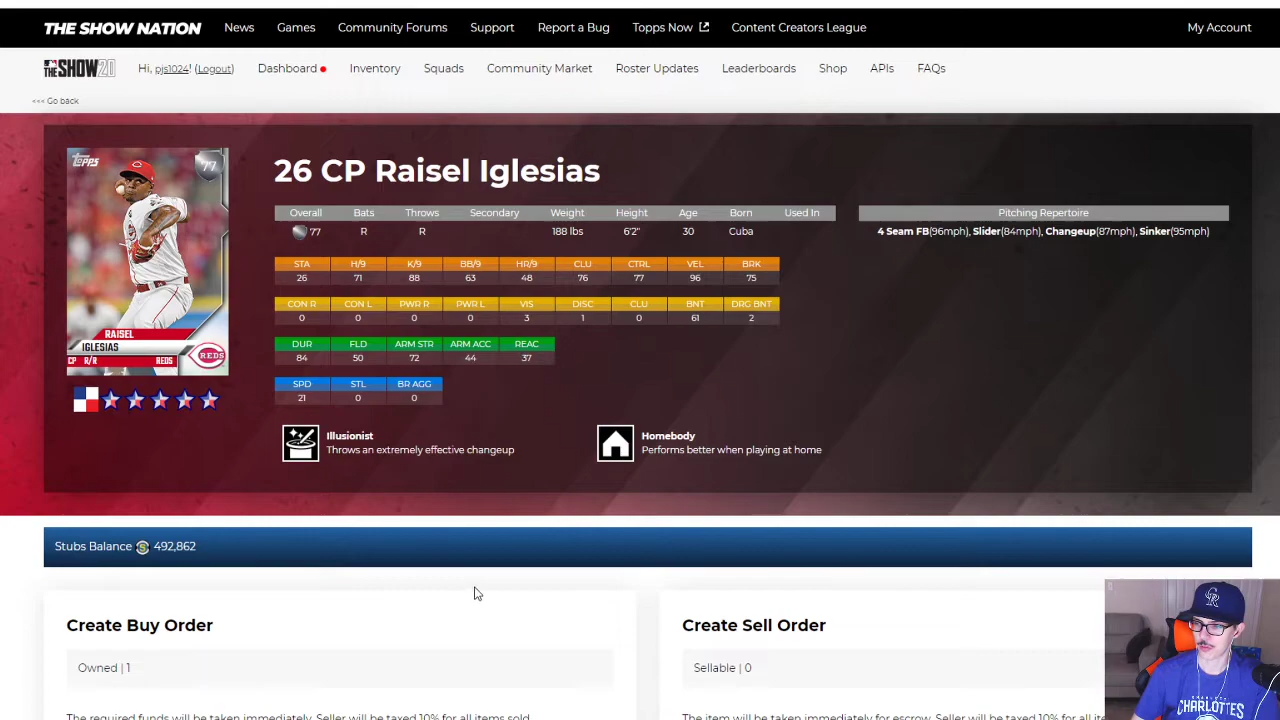 THE SHOW NATION News Games Community Forums Support Report a Bug Topps Now Content Creators League My Account
THE SHOW 20 Hi, pjs1024! (Logout) Dashboard Inventory Squads Community Market Roster Updates Leaderboards Shop APIs FAQs
<<< Go back
Topps 77
RAISEL
IGLESIAS
CP R/R REDS REDS
26 CP Raisel Iglesias
Overall Bats Throws Secondary Weight Height Age Born Used In
77 R R 188 lbs 6'2" 30 Cuba
Pitching Repertoire
4 Seam FB(96mph), Slider(84mph), Changeup(87mph), Sinker(95mph)
STA H/9 K/9 BB/9 HR/9 CLU CTRL VEL BRK
26 71 88 63 48 76 77 96 75
CON R CON L PWR R PWR L VIS DISC CLU BNT DRG BNT
0 0 0 0 3 1 0 61 2
DUR FLD ARM STR ARM ACC REAC
84 50 72 44 37
SPD STL BR AGG
21 0 0
Illusionist
Throws an extremely effective changeup
Homebody
Performs better when playing at home
Stubs Balance S 492,862
Create Buy Order
Owned | 1
The required funds will be taken immediately. Seller will be taxed 10% for all items sold.
Create Sell Order
Sellable | 0
The item will be taken immediately for escrow. Seller will be taxed 10% for all
CR
CHARLOTTES